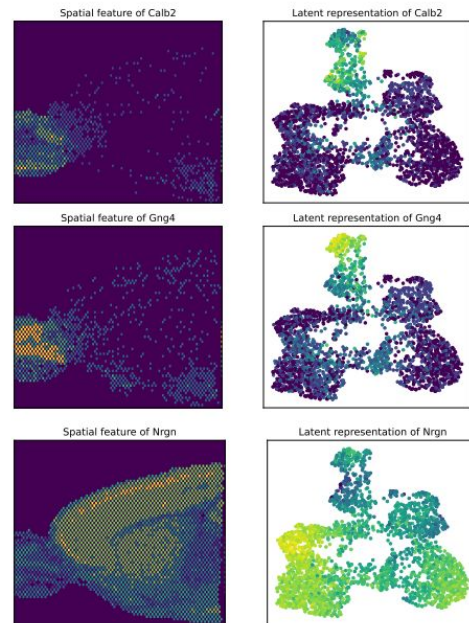 Spatial feature of Calb2
Latent representation of Calb2
Spatial feature of Gng4
Latent representation of Gng4
Spatial feature of Nrgn
Latent representation of Nrgn